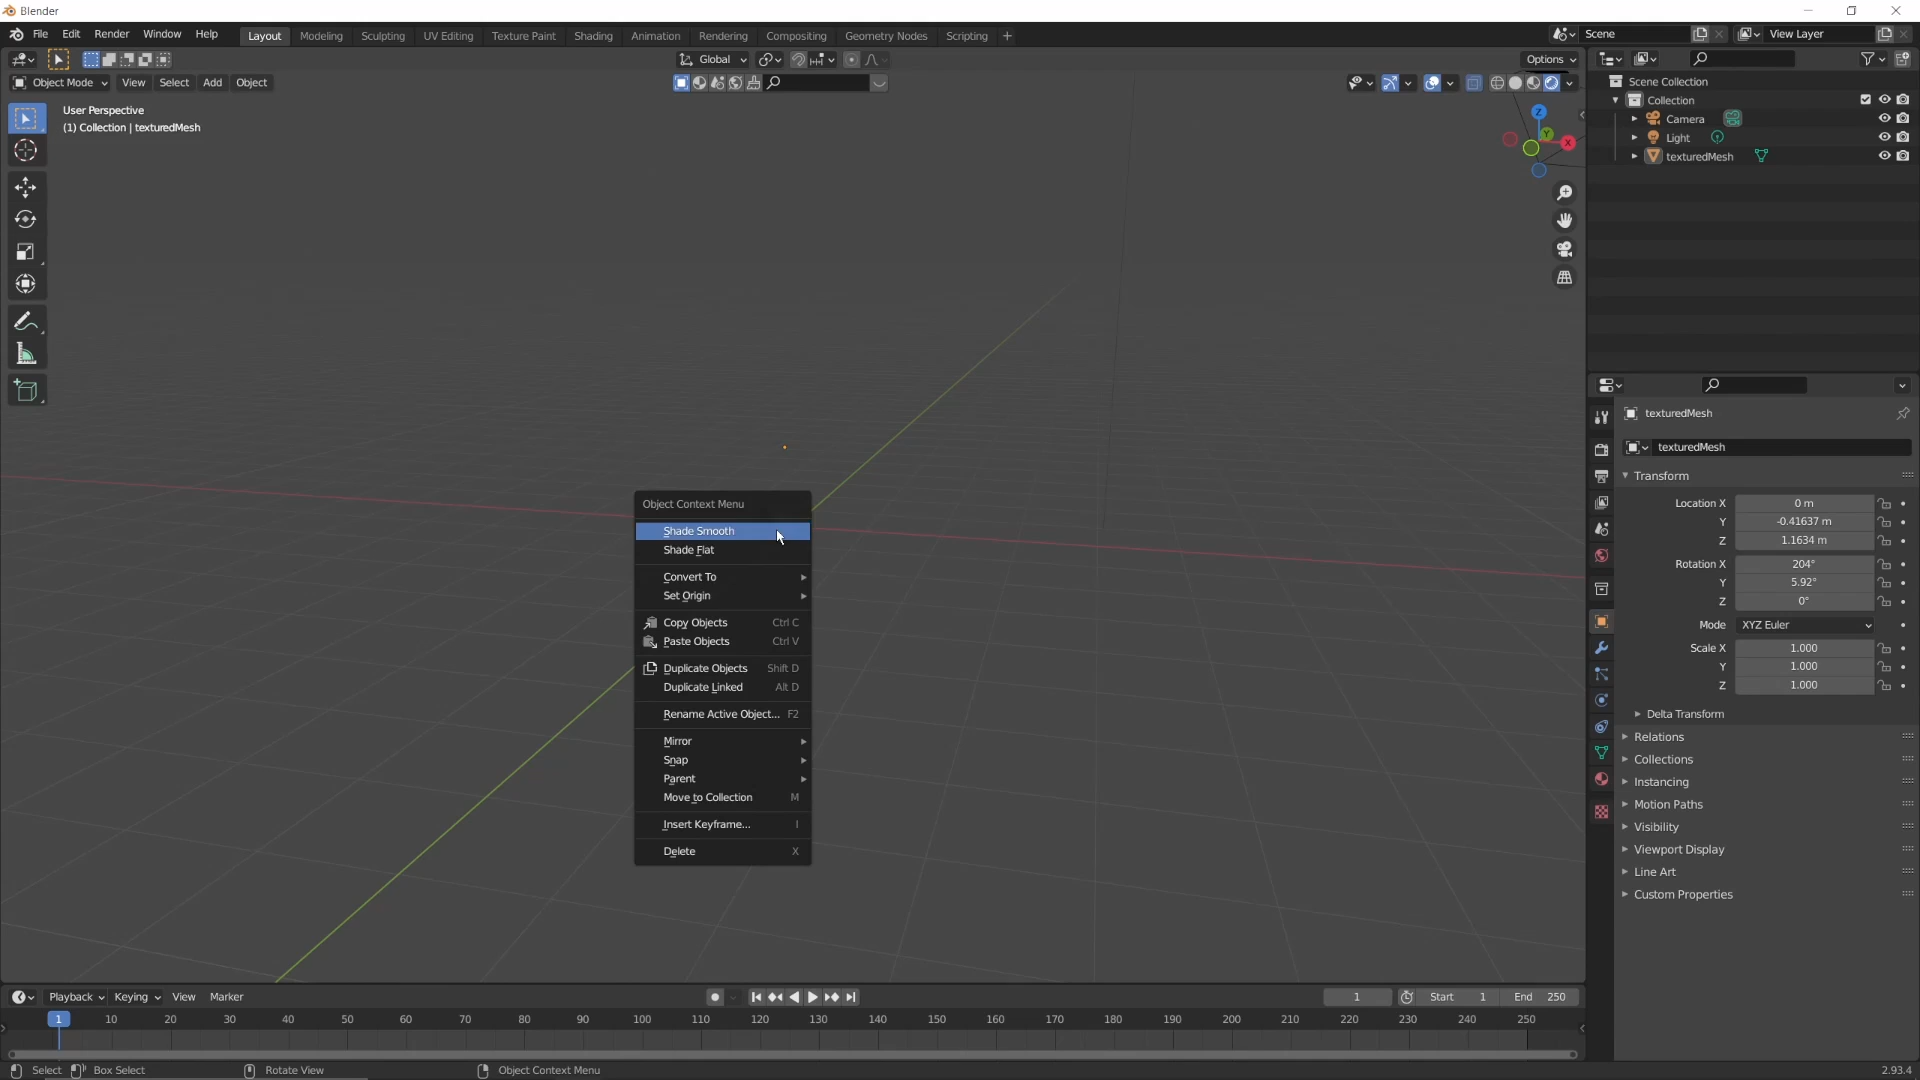 Blender
File Edit Render Window Help Layout Modeling Sculpting UV Editing Texture Paint Shading Animation Rendering Compositing Geometry Nodes Scripting + Scene View Layer
Global Options
Object Mode View Select Add Object
User Perspective
(1) Collection | texturedMesh
Z
Y
X
Scene Collection
Collection
Camera
Light
texturedMesh
Object Context Menu
Shade Smooth
Shade Flat
Convert To
Set Origin
Copy Objects Ctrl C
Paste Objects Ctrl V
Duplicate Objects Shift D
Duplicate Linked Alt D
Rename Active Object... F2
Mirror
Snap
Parent
Move to Collection M
Insert Keyframe... I
Delete X
texturedMesh
texturedMesh
Transform
Location X 0 m
Y -0.41637 m
Z 1.1634 m
Rotation X 204°
Y 5.92°
Z 0°
Mode XYZ Euler
Scale X 1.000
Y 1.000
Z 1.000
Delta Transform
Relations
Collections
Instancing
Motion Paths
Visibility
Viewport Display
Line Art
Custom Properties
Playback Keying View Marker 1 Start 1 End 250
1 10 20 30 40 50 60 70 80 90 100 110 120 130 140 150 160 170 180 190 200 210 220 230 240 250
Select Box Select Rotate View Object Context Menu 2.93.4